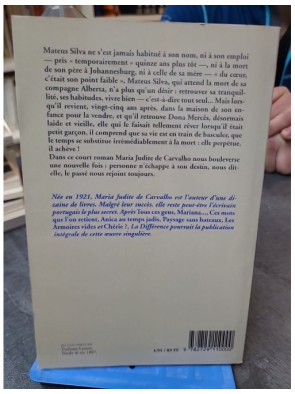 Mateus Silva ne s'est jamais habitué à son nom, ni à son emploi
— pris « temporairement » quinze ans plus tôt —, ni à la mort
de son père à Johannesburg, ni à celle de sa mère — « du cœur,
c'était son point faible ». Mateus Silva, qui attend la mort de sa
compagne Alberta, n'a plus qu'un désir : retrouver sa tranquil-
lité, ses habitudes, vivre bien — c'est-à-dire tout seul... Mais lors-
qu'il revient, vingt-cinq ans après, dans la maison de son en-
fance pour la vendre, et qu'il retrouve Dona Mercês, désormais
laide et vieille, elle qui le faisait tellement rêver lorsqu'il était
petit garçon, il comprend que sa vie est en train de basculer, que
le temps se substitue irrémédiablement à la mort : elle perpétue,
il achève !
Dans ce court roman Maria Judite de Carvalho nous bouleverse
une nouvelle fois : personne n'échappe à son destin, nous dit-
elle, le passé nous rejoint toujours.
Née en 1921, Maria Judite de Carvalho est l'auteur d'une di-
zaine de livres. Malgré leur succès, elle reste peut-être l'écrivain
portugais le plus secret. Après Tous ces gens, Mariana..., Ces mots
que l'on retient, Anica au temps jadis, Paysage sans bateaux, Les
Armoires vides et Chérie ?, La Différence poursuit la publication
intégrale de cette œuvre singulière.